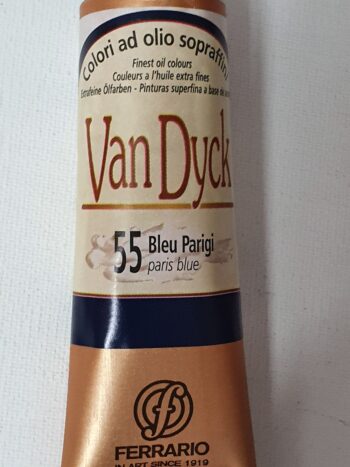 Colori ad olio sopraffini
Finest oil colours
Couleurs a l'huile extra fines
Extrafeine Ölfarben - Pinturas superfina a base de
Van Dyck
55 Bleu Parigi
paris blue
FERRARIO
IN ART SINCE 1919